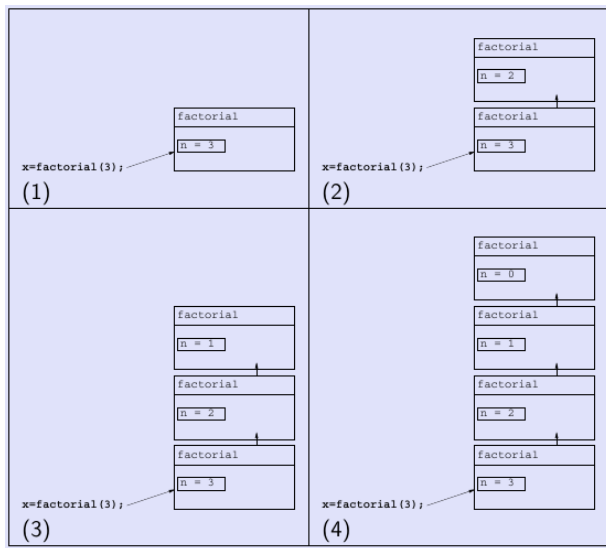 factorial
n = 3
x=factorial(3);
(1)
factorial
n = 2
factorial
n = 3
x=factorial(3);
(2)
factorial
n = 1
factorial
n = 2
factorial
n = 3
x=factorial(3);
(3)
factorial
n = 0
factorial
n = 1
factorial
n = 2
factorial
n = 3
x=factorial(3);
(4)